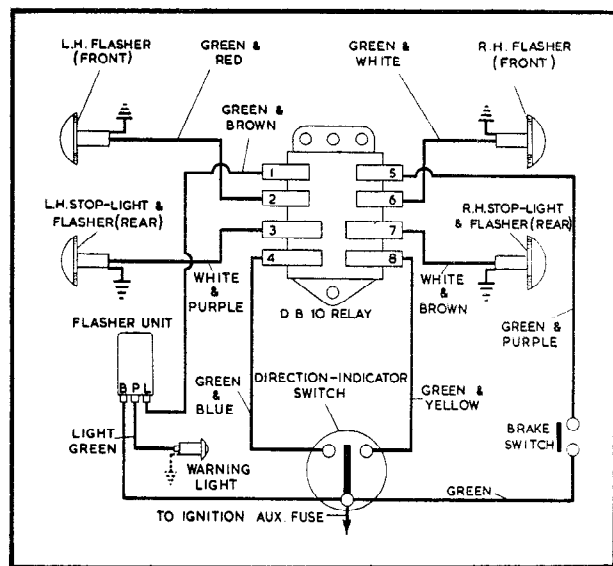 L.H. FLASHER
(FRONT)
GREEN &
RED
GREEN &
WHITE
R.H. FLASHER
(FRONT)
GREEN &
BROWN
1
2
3
4
5
6
7
8
L.H. STOP-LIGHT &
FLASHER(REAR)
R.H. STOP-LIGHT
& FLASHER(REAR)
WHITE
&
PURPLE
WHITE
&
BROWN
D B 10 RELAY
FLASHER UNIT
B P L
GREEN
&
BLUE
DIRECTION-INDICATOR
SWITCH
GREEN &
YELLOW
GREEN
&
PURPLE
LIGHT
GREEN
WARNING
LIGHT
BRAKE
SWITCH
GREEN
TO IGNITION AUX. FUSE